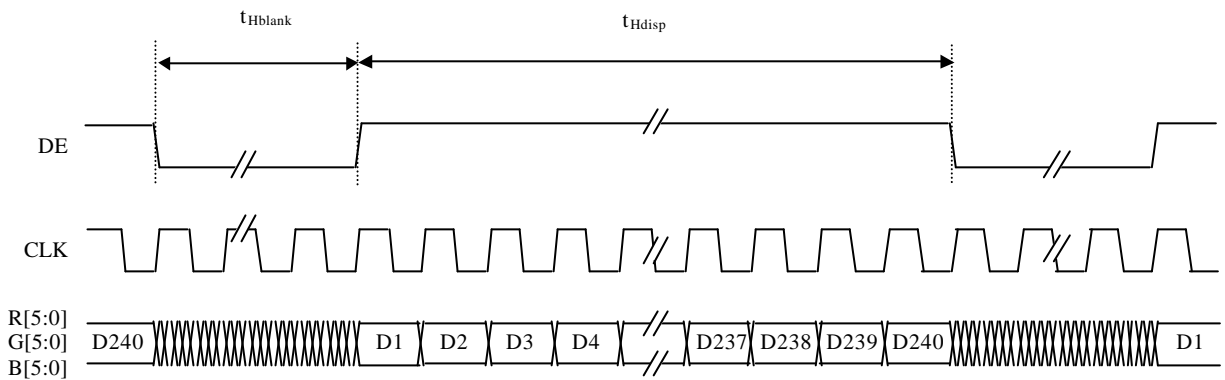 tHblank
tHdisp
DE
CLK
R[5:0]
G[5:0]
B[5:0]
D240 D1 D2 D3 D4 D237 D238 D239 D240 D1